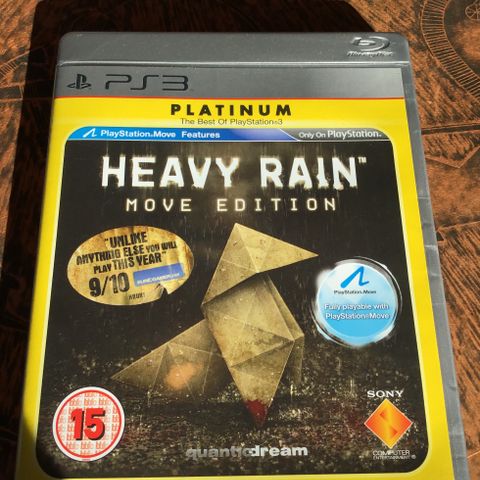 PS3
PLATINUM
The Best Of PlayStation®3
PlayStation®Move Features
Only On PlayStation®
HEAVY RAIN™
MOVE EDITION
"UNLIKE
ANYTHING ELSE YOU WILL
PLAY THIS YEAR"
9/10
PlayStation®Move
Fully playable with
PlayStation®Move
15
SONY
COMPUTER
ENTERTAINMENT®
quanticdream